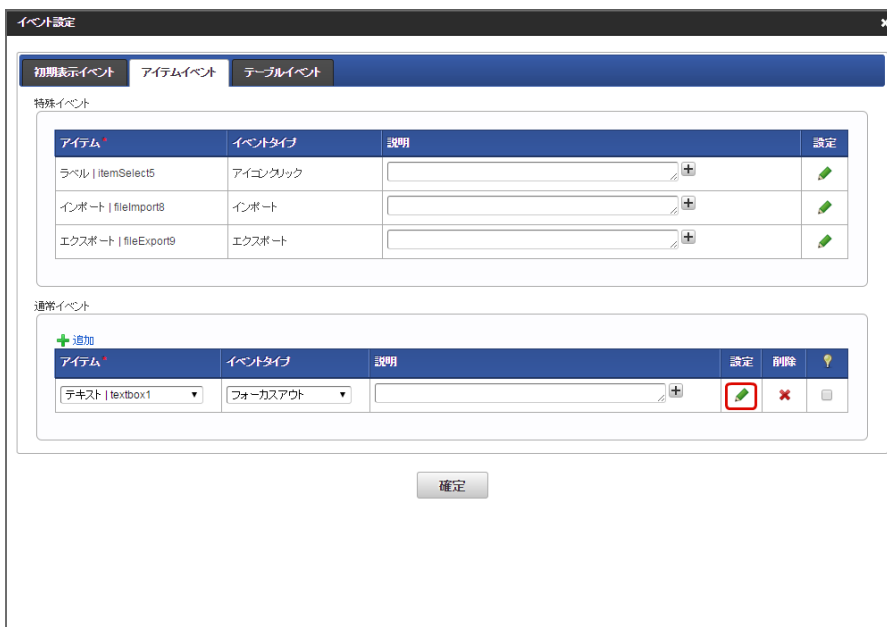 イベント設定
初期表示イベント アイテムイベント テーブルイベント
特殊イベント
アイテム* イベントタイプ 説明 設定
ラベル | itemSelect5 アイコンクリック
インポート | fileImport8 インポート
エクスポート | fileExport9 エクスポート
通常イベント
追加
アイテム* イベントタイプ 説明 設定 削除
テキスト | textbox1 フォーカスアウト
確定